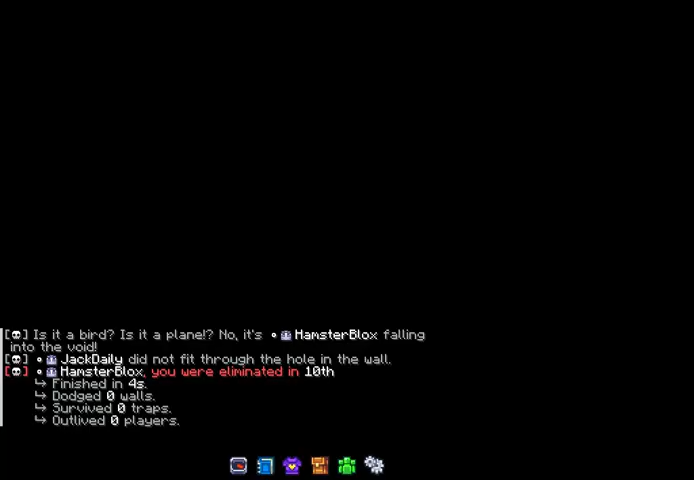 [☠] Is it a bird? Is it a plane!? No, it's HamsterBlox falling
into the void!
[☠] JackDaily did not fit through the hole in the wall.
[☠] HamsterBlox, you were eliminated in 10th
↳ Finished in 4s.
↳ Dodged 0 walls.
↳ Survived 0 traps.
↳ Outlived 0 players.